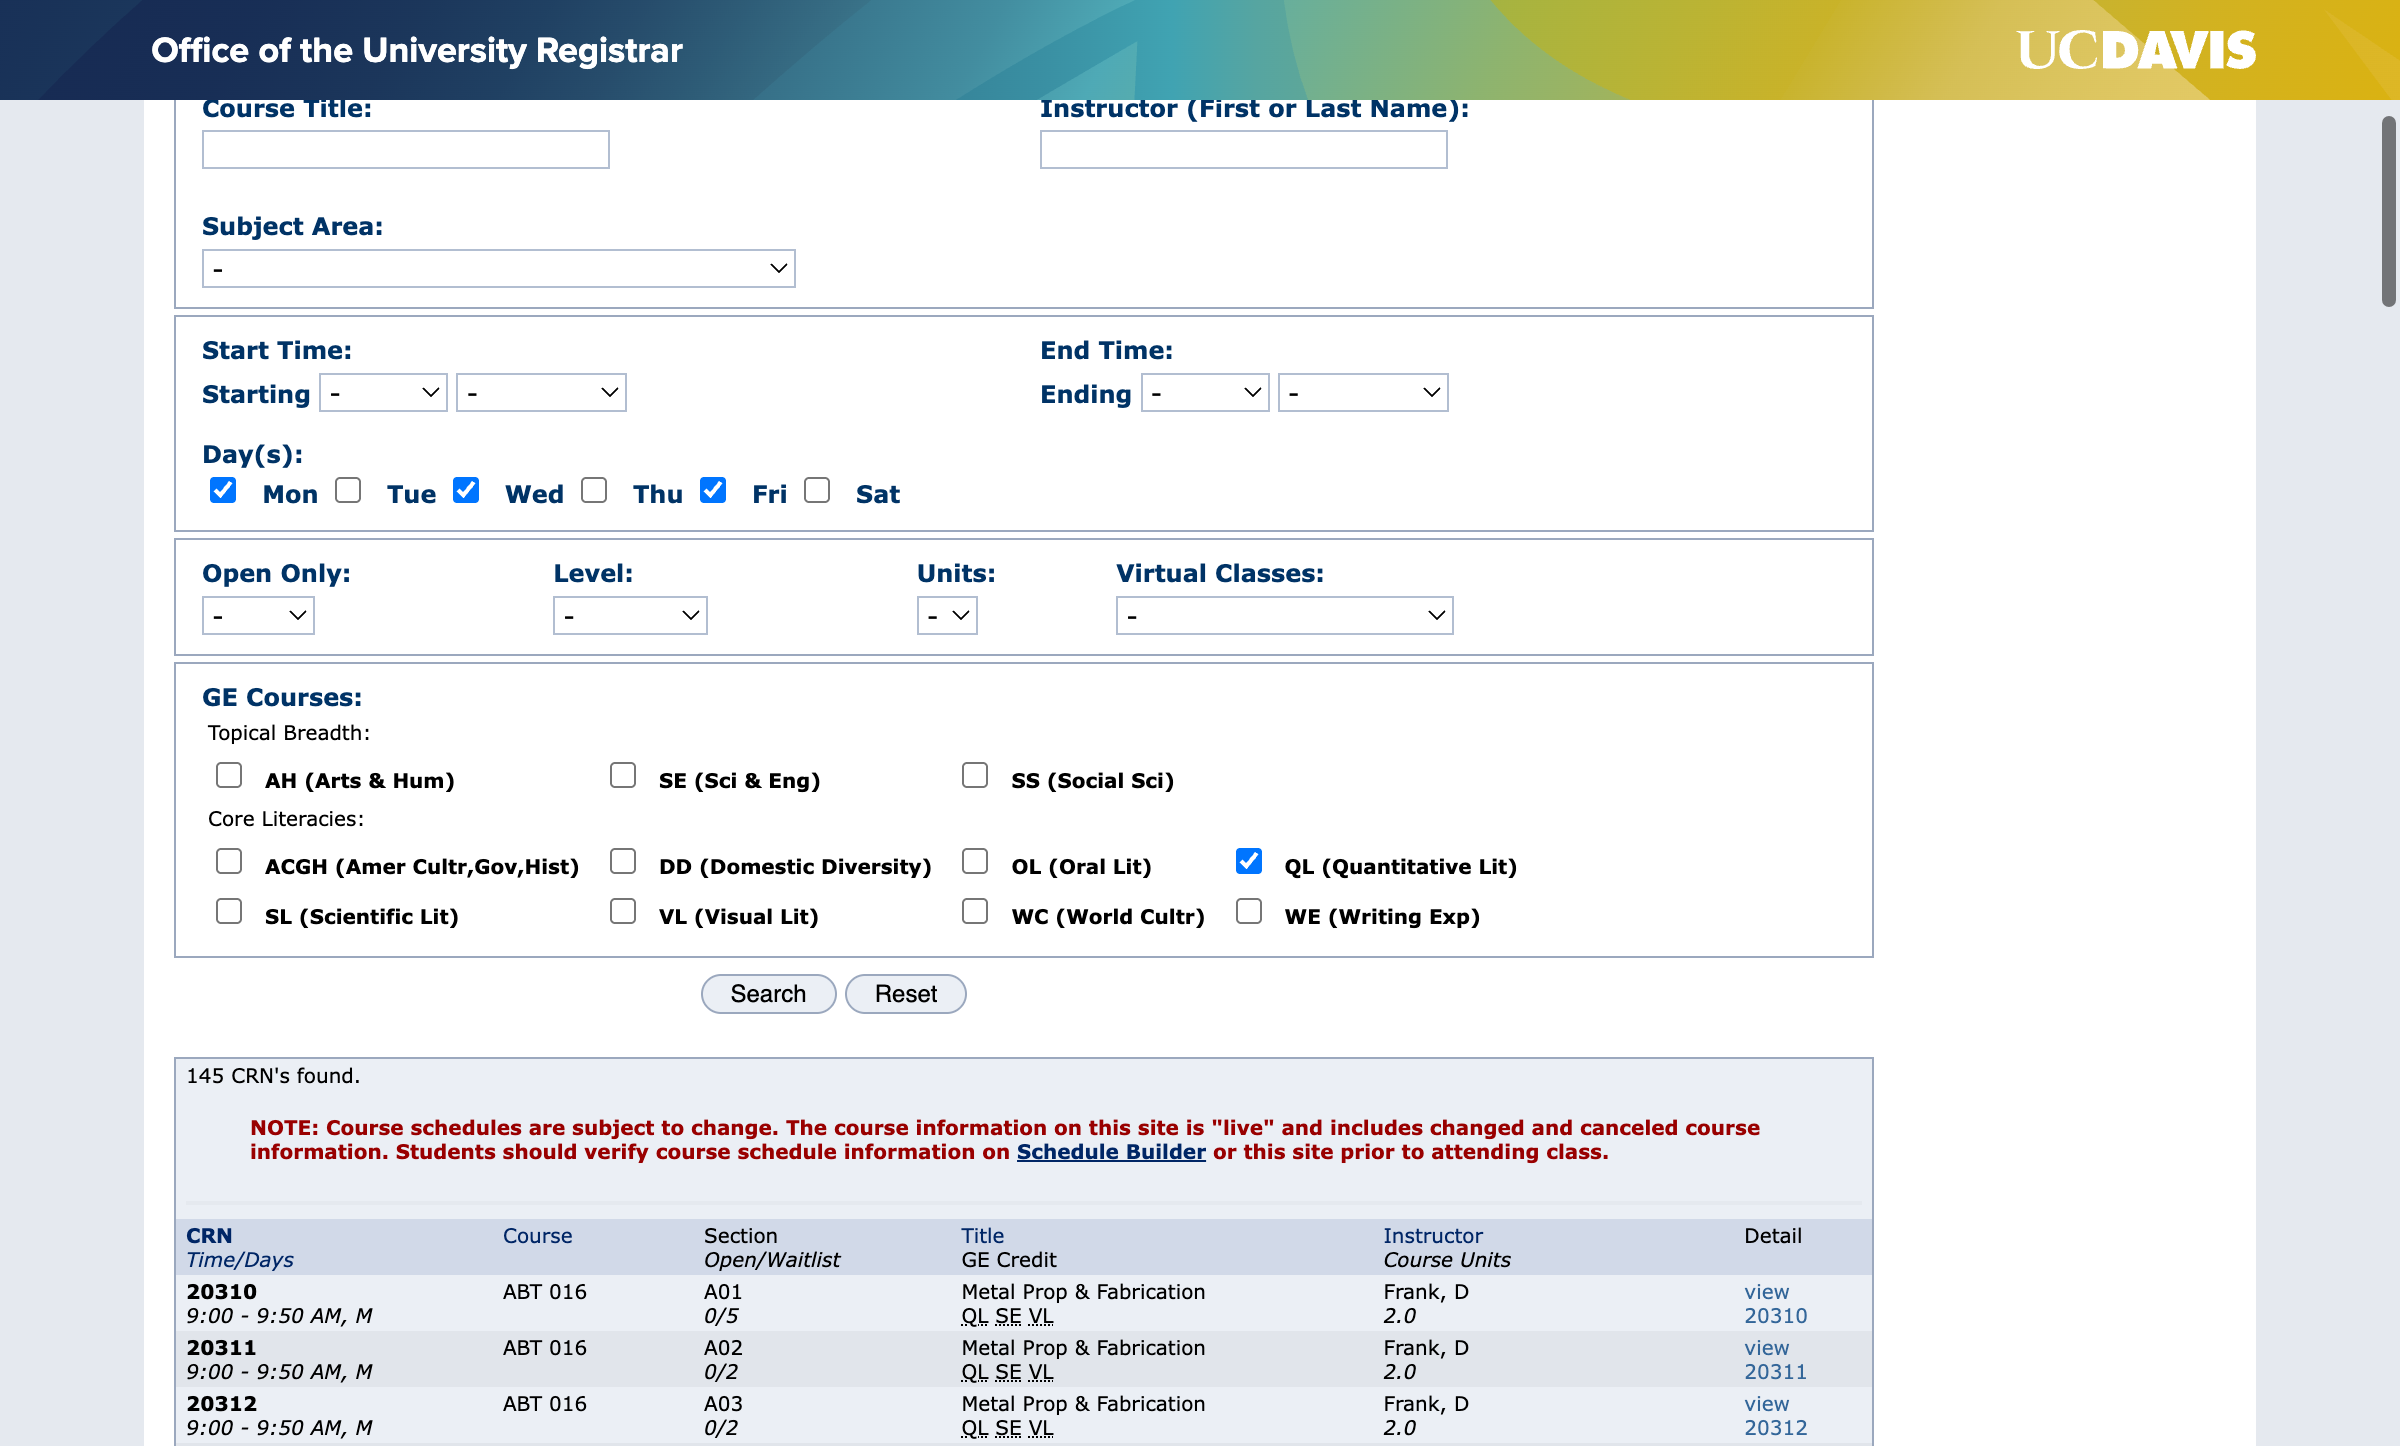 Office of the University Registrar
UCDAVIS
Course Title:
Instructor (First or Last Name):
Subject Area:
-
Start Time:
End Time:
Starting - -
Ending - -
Day(s):
Mon Tue Wed Thu Fri Sat
Open Only: Level: Units: Virtual Classes:
- - - -
GE Courses:
Topical Breadth:
AH (Arts & Hum) SE (Sci & Eng) SS (Social Sci)
Core Literacies:
ACGH (Amer Cultr,Gov,Hist) DD (Domestic Diversity) OL (Oral Lit) QL (Quantitative Lit)
SL (Scientific Lit) VL (Visual Lit) WC (World Cultr) WE (Writing Exp)
Search Reset
145 CRN's found.
NOTE: Course schedules are subject to change. The course information on this site is "live" and includes changed and canceled course
information. Students should verify course schedule information on Schedule Builder or this site prior to attending class.
CRN Course Section Title Instructor Detail
Time/Days Open/Waitlist GE Credit Course Units
20310 ABT 016 A01 Metal Prop & Fabrication Frank, D view
9:00 - 9:50 AM, M 0/5 QL SE VL 2.0 20310
20311 ABT 016 A02 Metal Prop & Fabrication Frank, D view
9:00 - 9:50 AM, M 0/2 QL SE VL 2.0 20311
20312 ABT 016 A03 Metal Prop & Fabrication Frank, D view
9:00 - 9:50 AM, M 0/2 QL SE VL 2.0 20312